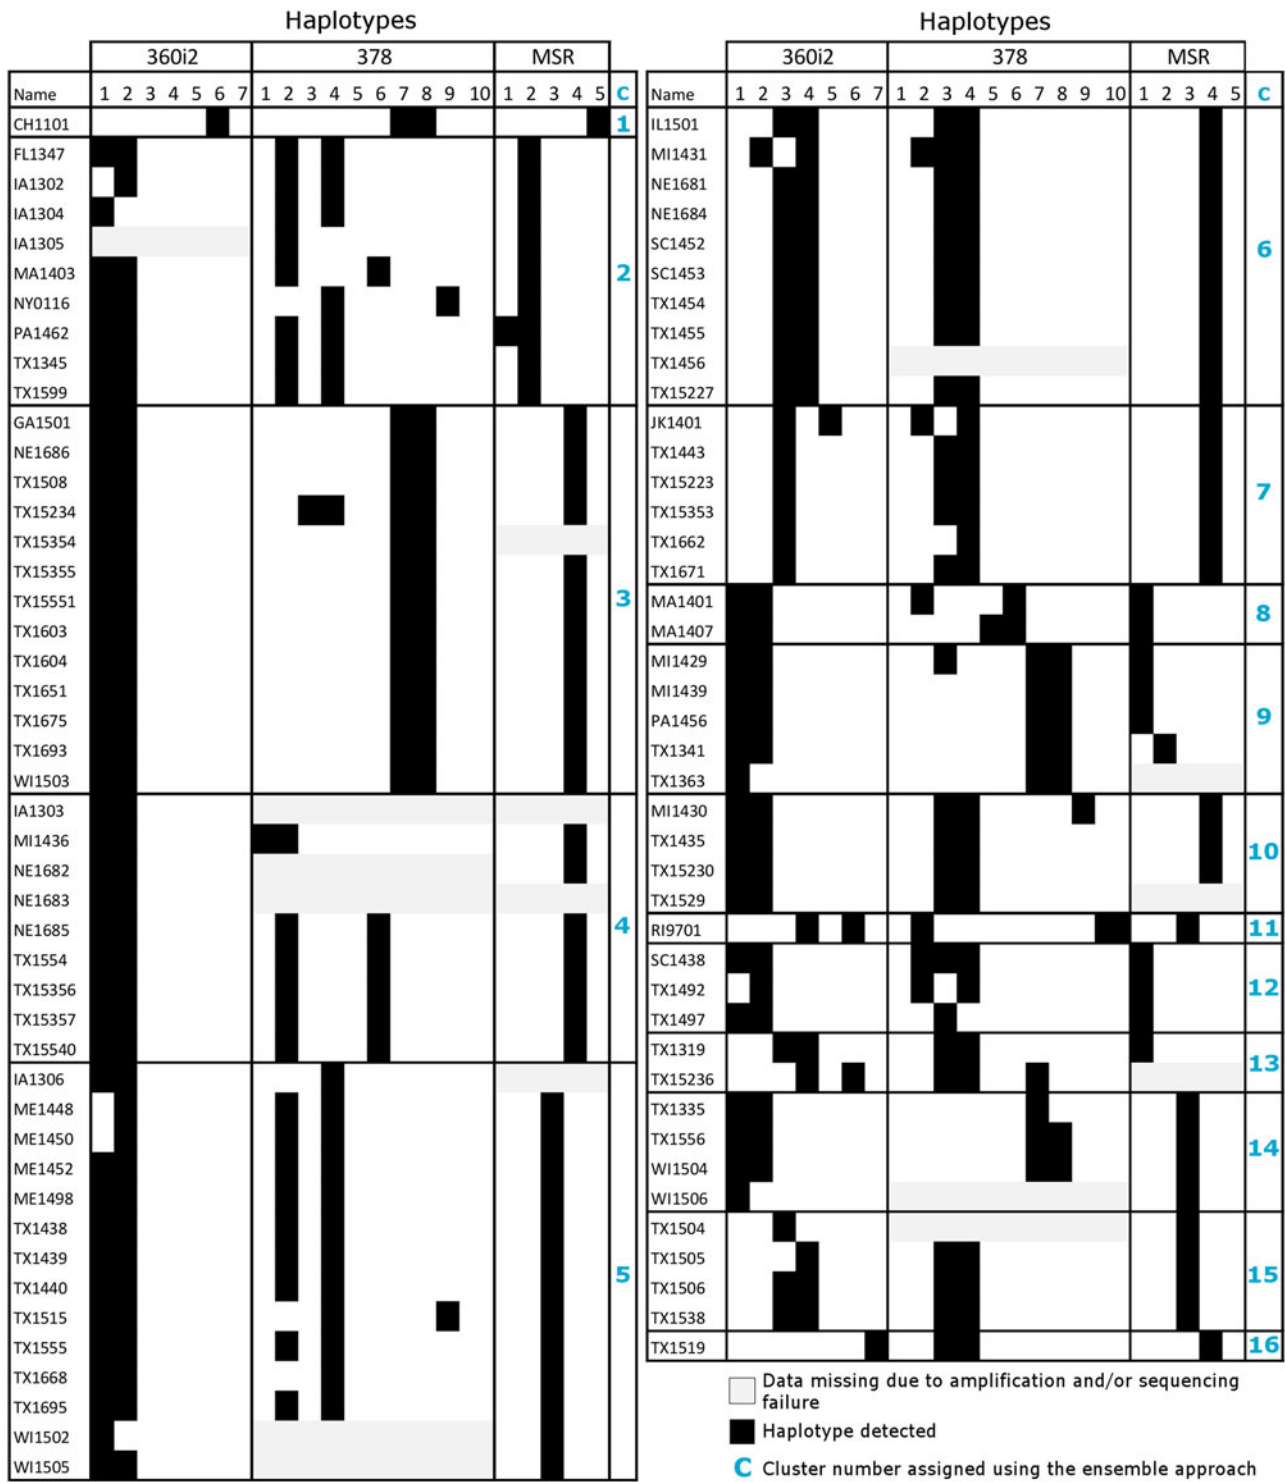 Haplotypes
360i2 378 MSR
Name 1 2 3 4 5 6 7 1 2 3 4 5 6 7 8 9 10 1 2 3 4 5 C
CH1101 1
FL1347
IA1302
IA1304
IA1305
MA1403 2
NY0116
PA1462
TX1345
TX1599
GA1501
NE1686
TX1508
TX15234
TX15354
TX15355
TX15551 3
TX1603
TX1604
TX1651
TX1675
TX1693
WI1503
IA1303
MI1436
NE1682
NE1683
NE1685 4
TX1554
TX15356
TX15357
TX15540
IA1306
ME1448
ME1450
ME1452
ME1498
TX1438
TX1439 5
TX1440
TX1515
TX1555
TX1668
TX1695
WI1502
WI1505
Haplotypes
360i2 378 MSR
Name 1 2 3 4 5 6 7 1 2 3 4 5 6 7 8 9 10 1 2 3 4 5 C
IL1501
MI1431
NE1681
NE1684
SC1452 6
SC1453
TX1454
TX1455
TX1456
TX15227
JK1401
TX1443
TX15223 7
TX15353
TX1662
TX1671
MA1401 8
MA1407
MI1429
MI1439
PA1456 9
TX1341
TX1363
MI1430
TX1435 10
TX15230
TX1529
RI9701 11
SC1438
TX1492 12
TX1497
TX1319 13
TX15236
TX1335
TX1556 14
WI1504
WI1506
TX1504
TX1505 15
TX1506
TX1538
TX1519 16
Data missing due to amplification and/or sequencing
failure
Haplotype detected
C Cluster number assigned using the ensemble approach